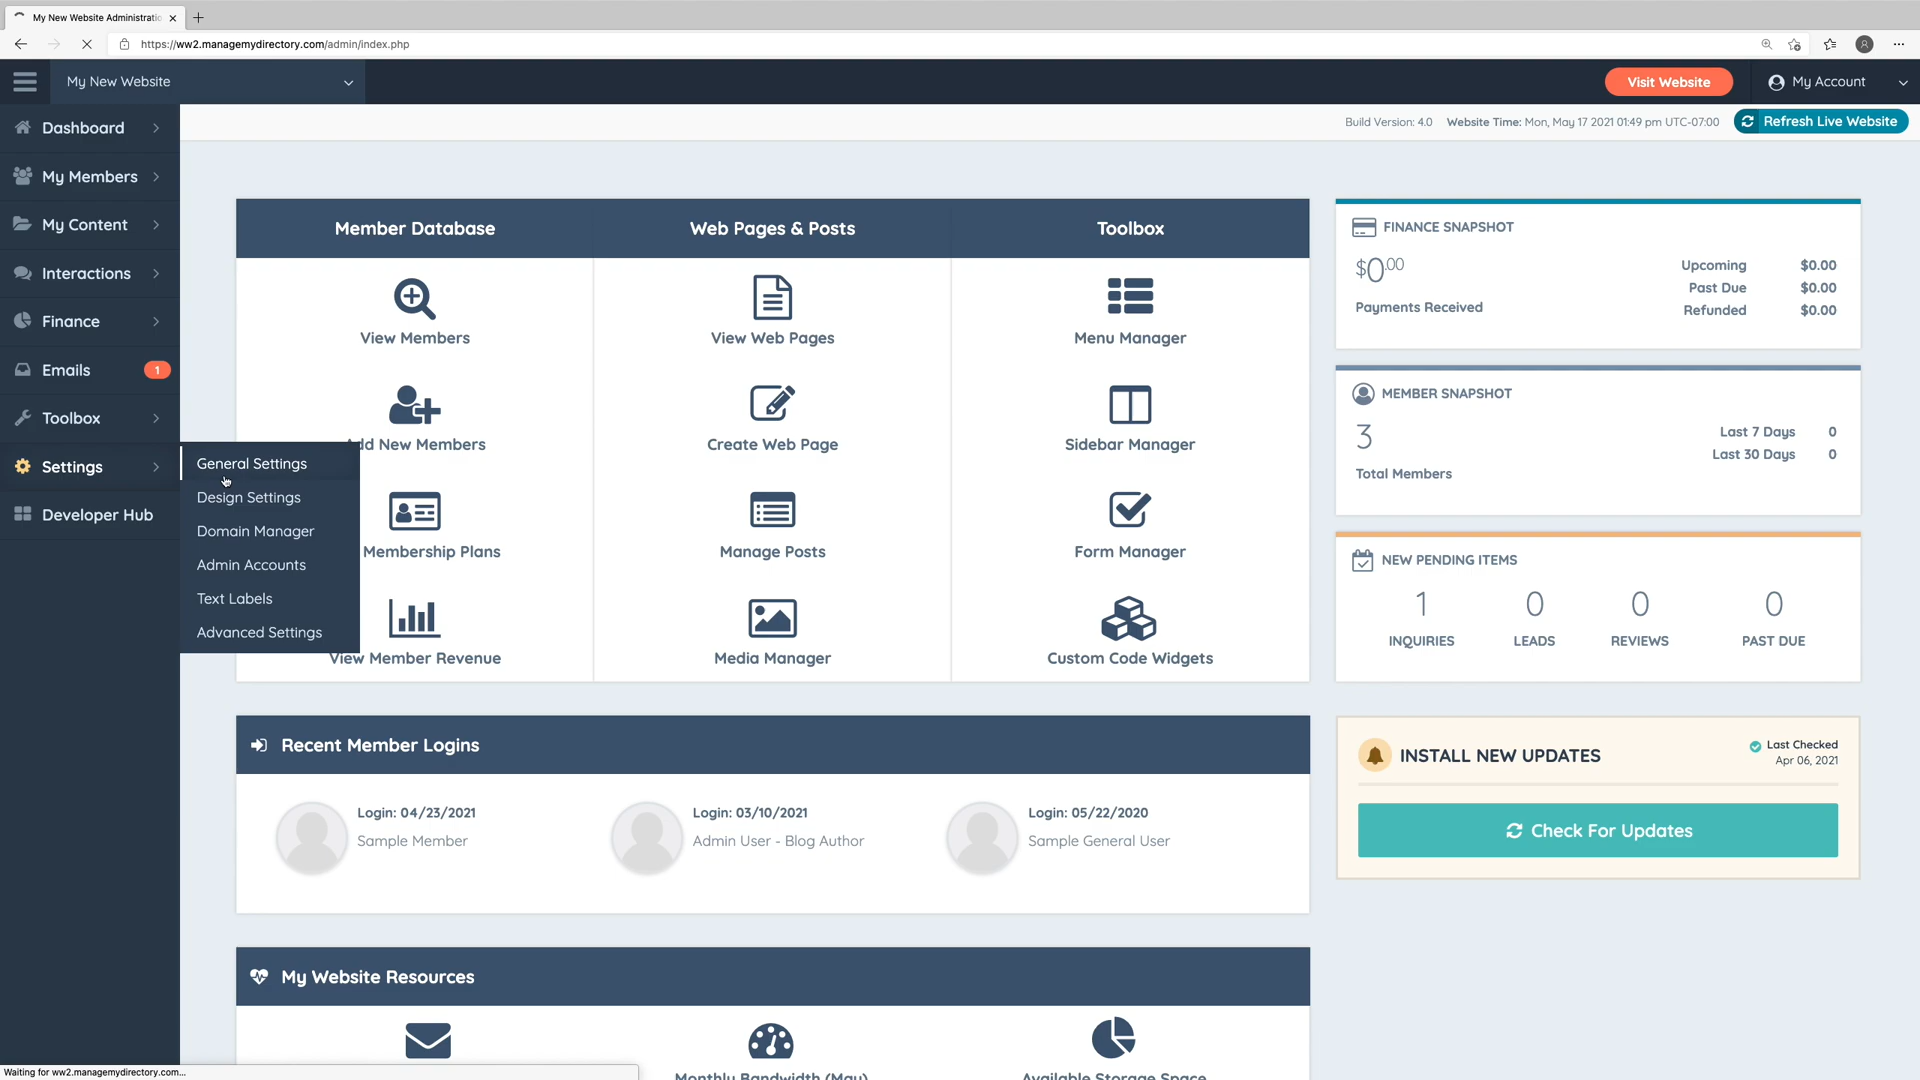 My New Website Administratio
https://ww2.managemydirectory.com/admin/index.php
My New Website
Visit Website
My Account
Build Version: 4.0 Website Time: Mon, May 17 2021 01:49 pm UTC-07:00
Refresh Live Website
Dashboard
My Members
My Content
Interactions
Finance
Emails
1
Toolbox
Settings
Developer Hub
General Settings
Design Settings
Domain Manager
Admin Accounts
Text Labels
Advanced Settings
Member Database
View Members
dd New Members
Membership Plans
View Member Revenue
Web Pages & Posts
View Web Pages
Create Web Page
Manage Posts
Media Manager
Toolbox
Menu Manager
Sidebar Manager
Form Manager
Custom Code Widgets
FINANCE SNAPSHOT
$0.00
Payments Received
Upcoming $0.00
Past Due $0.00
Refunded $0.00
MEMBER SNAPSHOT
3
Total Members
Last 7 Days 0
Last 30 Days 0
NEW PENDING ITEMS
1 0 0 0
INQUIRIES LEADS REVIEWS PAST DUE
Recent Member Logins
Login: 04/23/2021
Sample Member
Login: 03/10/2021
Admin User - Blog Author
Login: 05/22/2020
Sample General User
INSTALL NEW UPDATES
Last Checked
Apr 06, 2021
Check For Updates
My Website Resources
Monthly Bandwidth (May)
Available Storage Space
Waiting for ww2.managemydirectory.com...